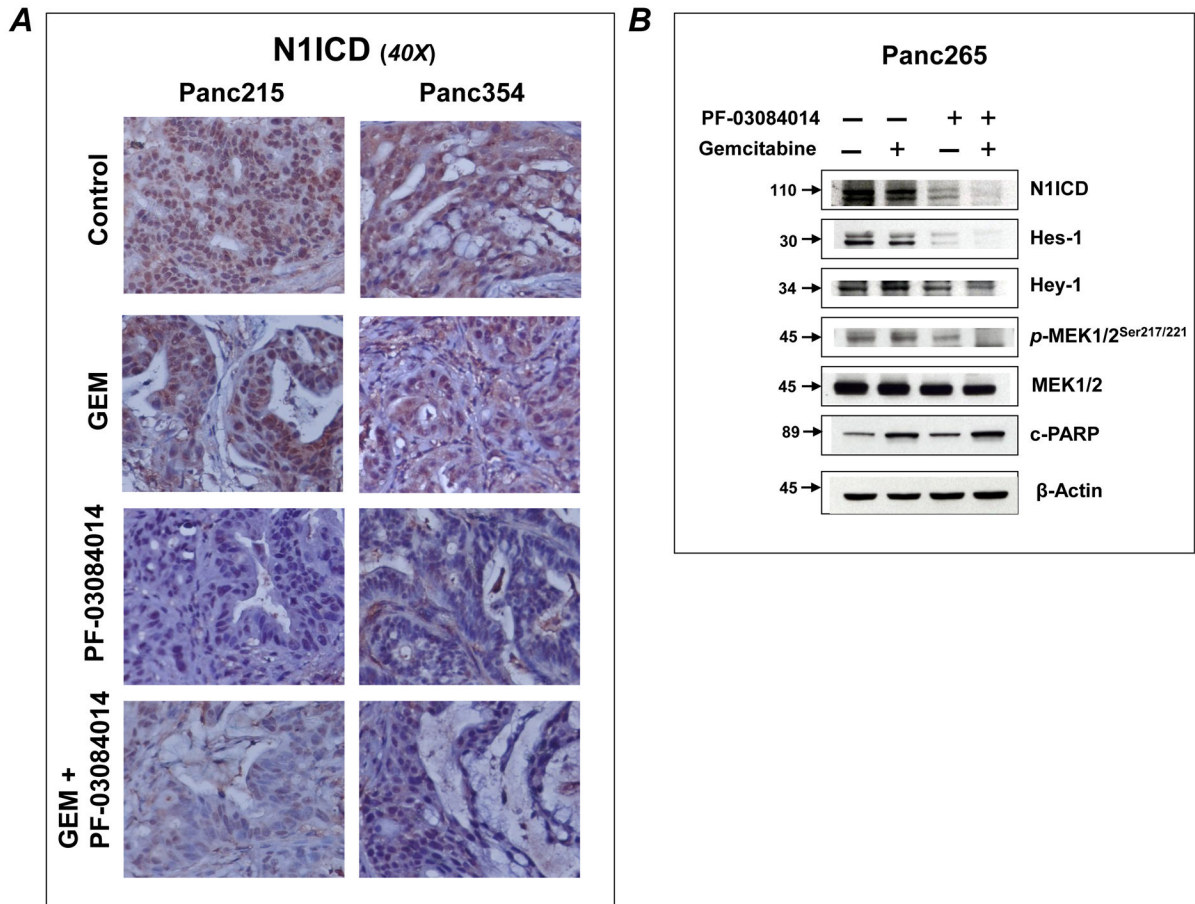 A
N1ICD (40X)
Panc215 Panc354
Control
GEM
PF-03084014
GEM +
PF-03084014
B
Panc265
PF-03084014 – – + +
Gemcitabine – + – +
110 N1ICD
30 Hes-1
34 Hey-1
45 p-MEK1/2Ser217/221
45 MEK1/2
89 c-PARP
45 β-Actin